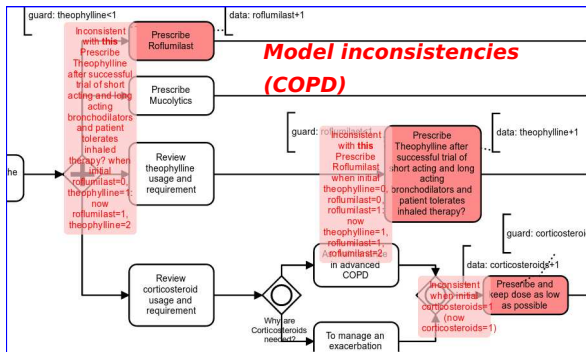 guard: theophylline<1
data: roflumilast+1
Model inconsistencies
(COPD)
Inconsistent
with this
Prescribe
Theophylline
after successful
trial of short
acting and long
acting
bronchodilators
and patient
tolerates
inhaled
therapy? when
initial
roflumilast=0,
theophylline=1:
now
roflumilast=1,
theophylline=2
Prescribe
Roflumilast
Prescribe
Mucolytics
Review
theophylline
usage and
requirement
he
guard:
Inconsistent
with this
Prescribe
Roflumilast
when initial
theophylline=0,
roflumilast=0,
roflumilast=1:
now
theophylline=1,
roflumilast=1,
roflumilast=2
Prescribe
Theophylline after
successful trial of
short acting and long
acting
bronchodilators and
patient tolerates
inhaled therapy?
data: theophylline+1
guard: corticosteroid
data: corticosteroids+1
Review
corticosteroid
usage and
requirement
Why are
Corticosteroids
needed?
in advanced
COPD
To manage an
exacerbation
Inconsistent
when initial
corticosteroids=1
(now
corticosteroids=1)
Prescribe and
keep dose as low
as possible